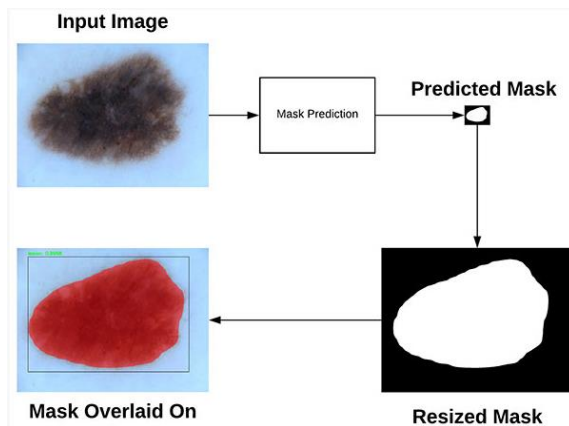 Input Image
Mask Prediction
Predicted Mask
Mask Overlaid On
Resized Mask